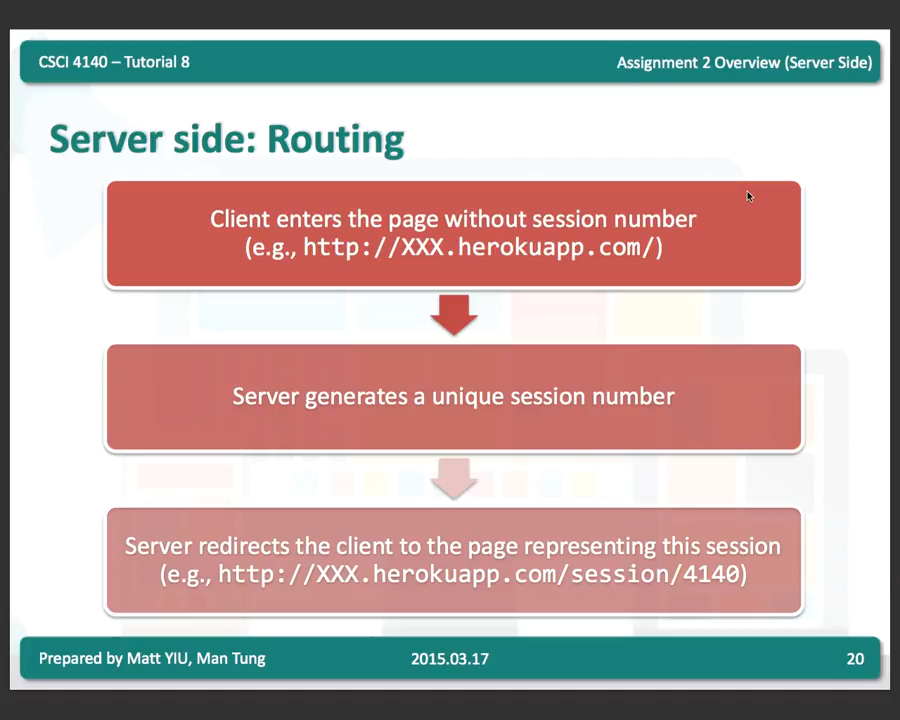 CSCI 4140 – Tutorial 8
Assignment 2 Overview (Server Side)
Server side: Routing
Client enters the page without session number
(e.g., http://XXX.herokuapp.com/)
Server generates a unique session number
Server redirects the client to the page representing this session
(e.g., http://XXX.herokuapp.com/session/4140)
Prepared by Matt YIU, Man Tung
2015.03.17
20